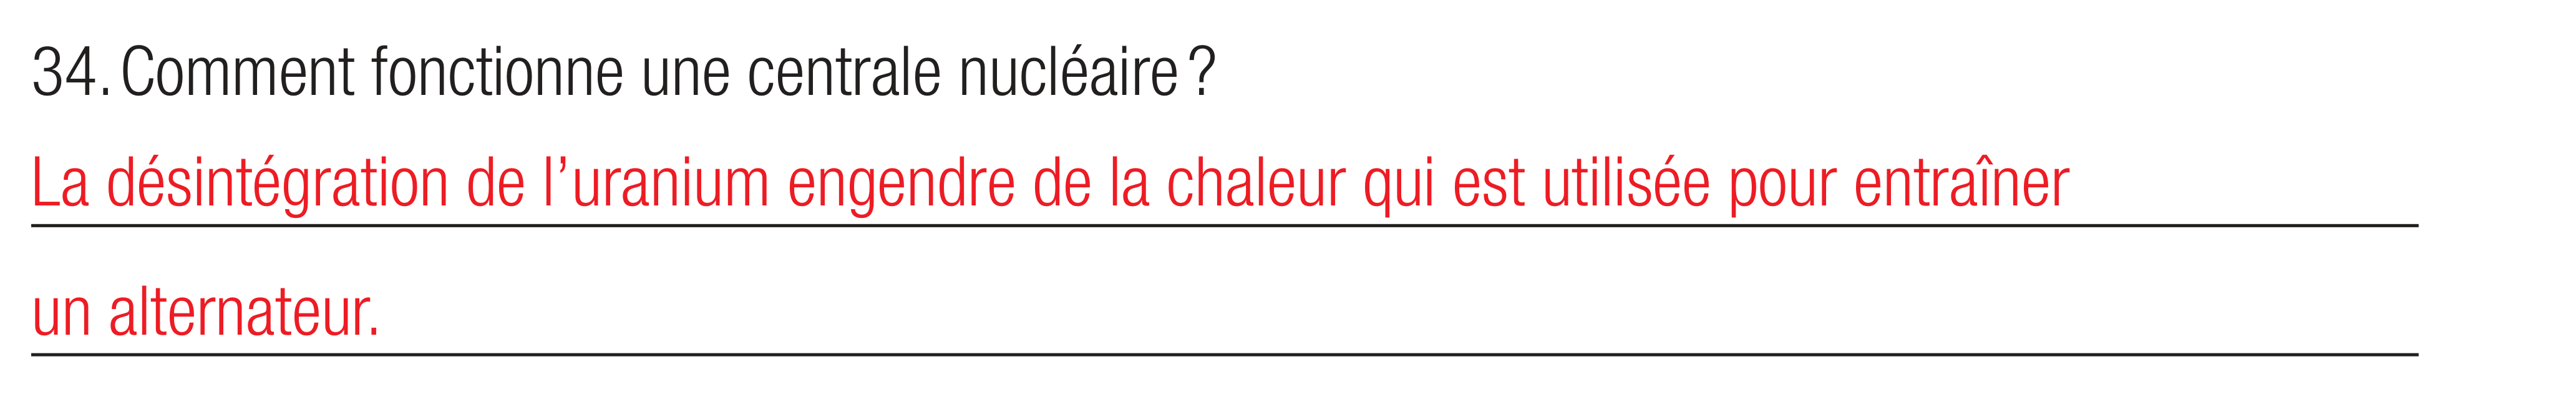 34. Comment fonctionne une centrale nucléaire ?
La désintégration de l’uranium engendre de la chaleur qui est utilisée pour entraîner
un alternateur.